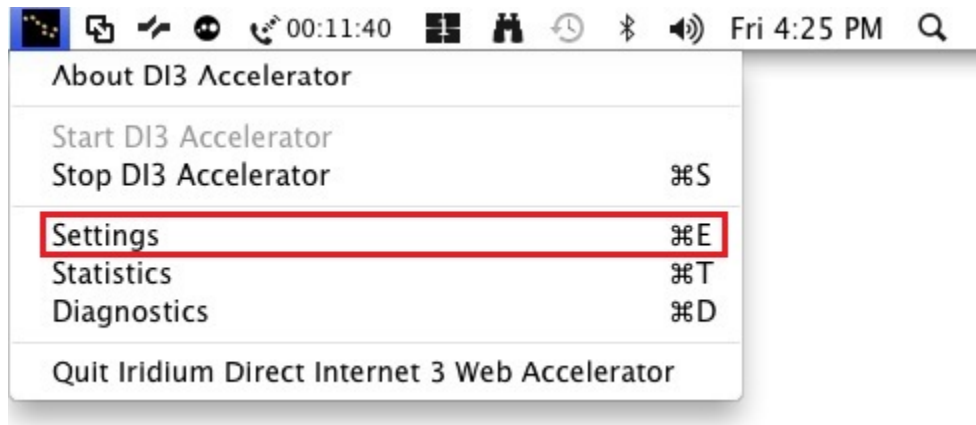 00:11:40 1 Fri 4:25 PM
About DI3 Accelerator
Start DI3 Accelerator
Stop DI3 Accelerator ⌘S
Settings ⌘E
Statistics ⌘T
Diagnostics ⌘D
Quit Iridium Direct Internet 3 Web Accelerator